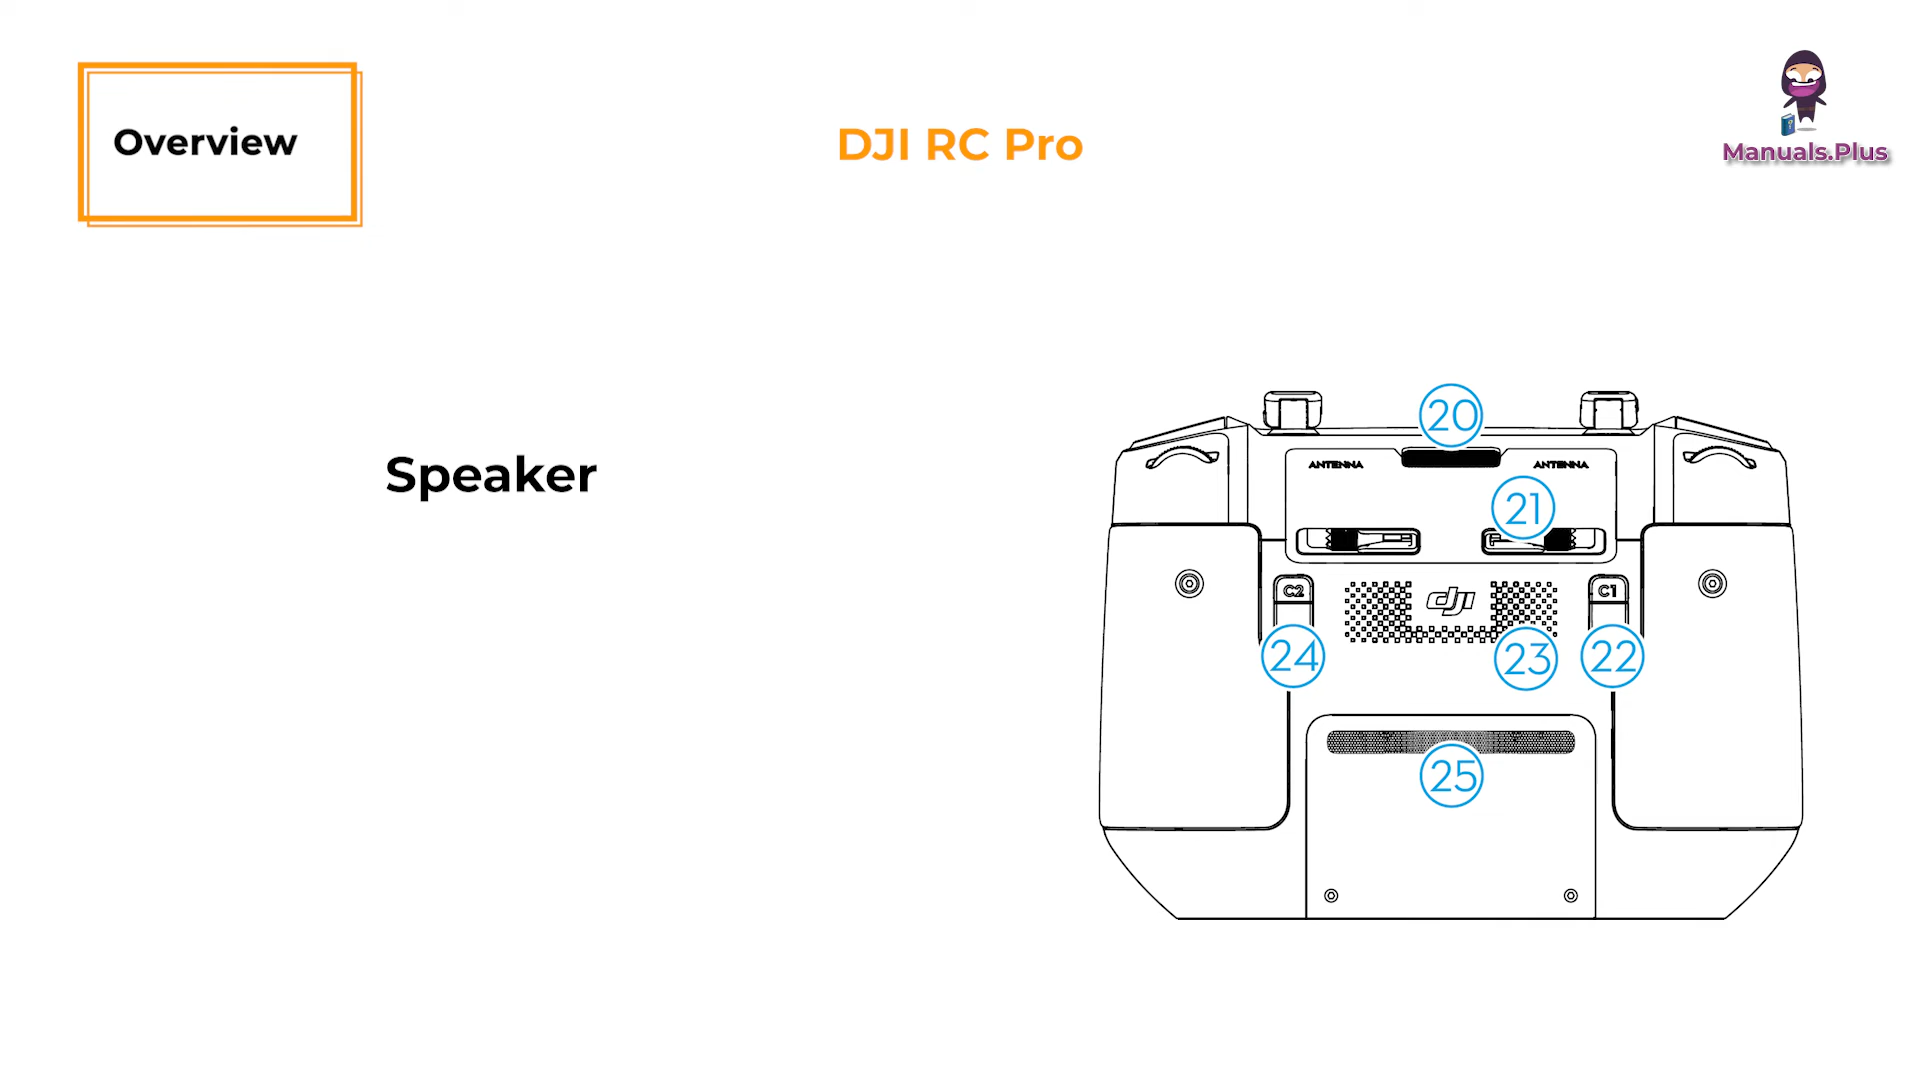 Overview
DJI RC Pro
Manuals.Plus
Speaker
20
ANTENNA ANTENNA
21
C2 dji C1
24 23 22
25